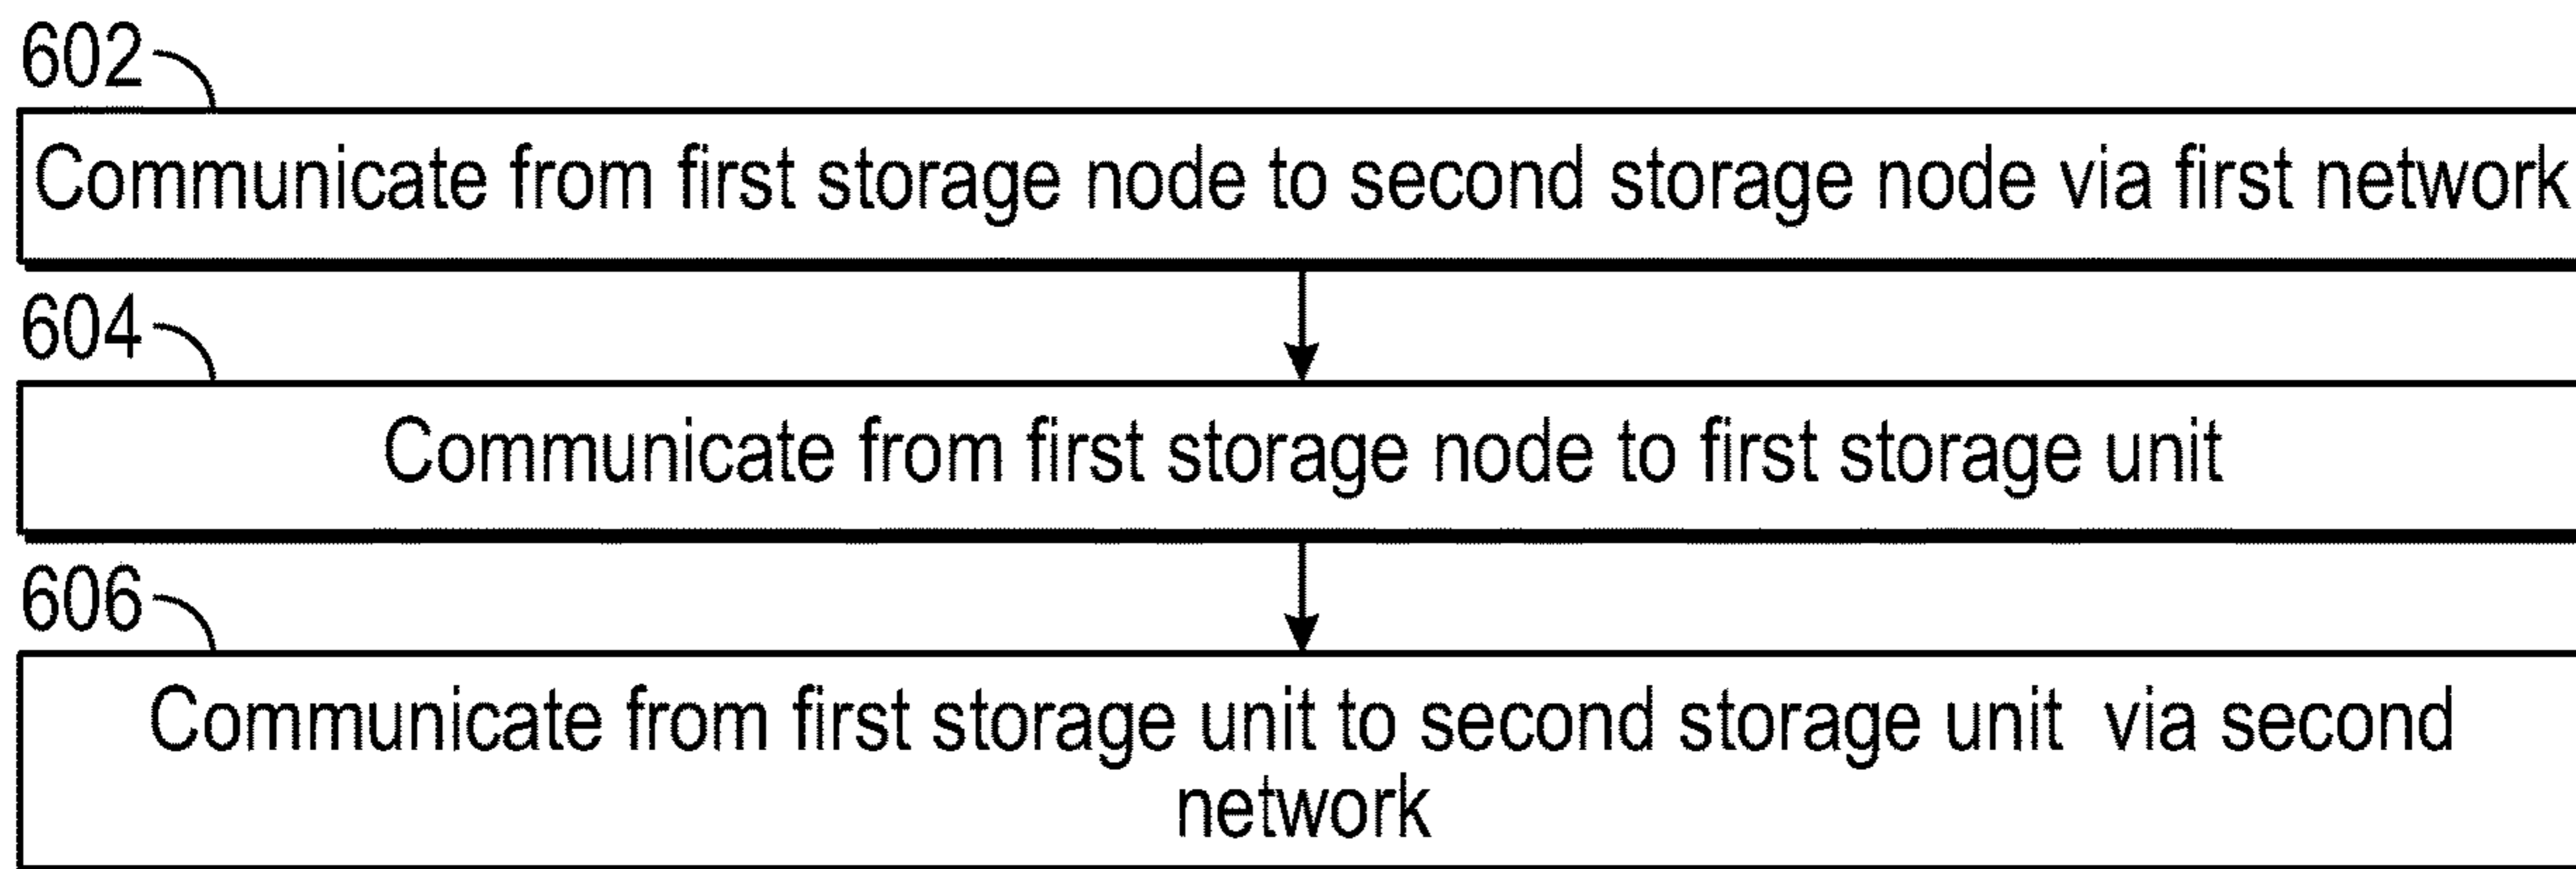 602
Communicate from first storage node to second storage node via first network
604
Communicate from first storage node to first storage unit
606
Communicate from first storage unit to second storage unit via second
network